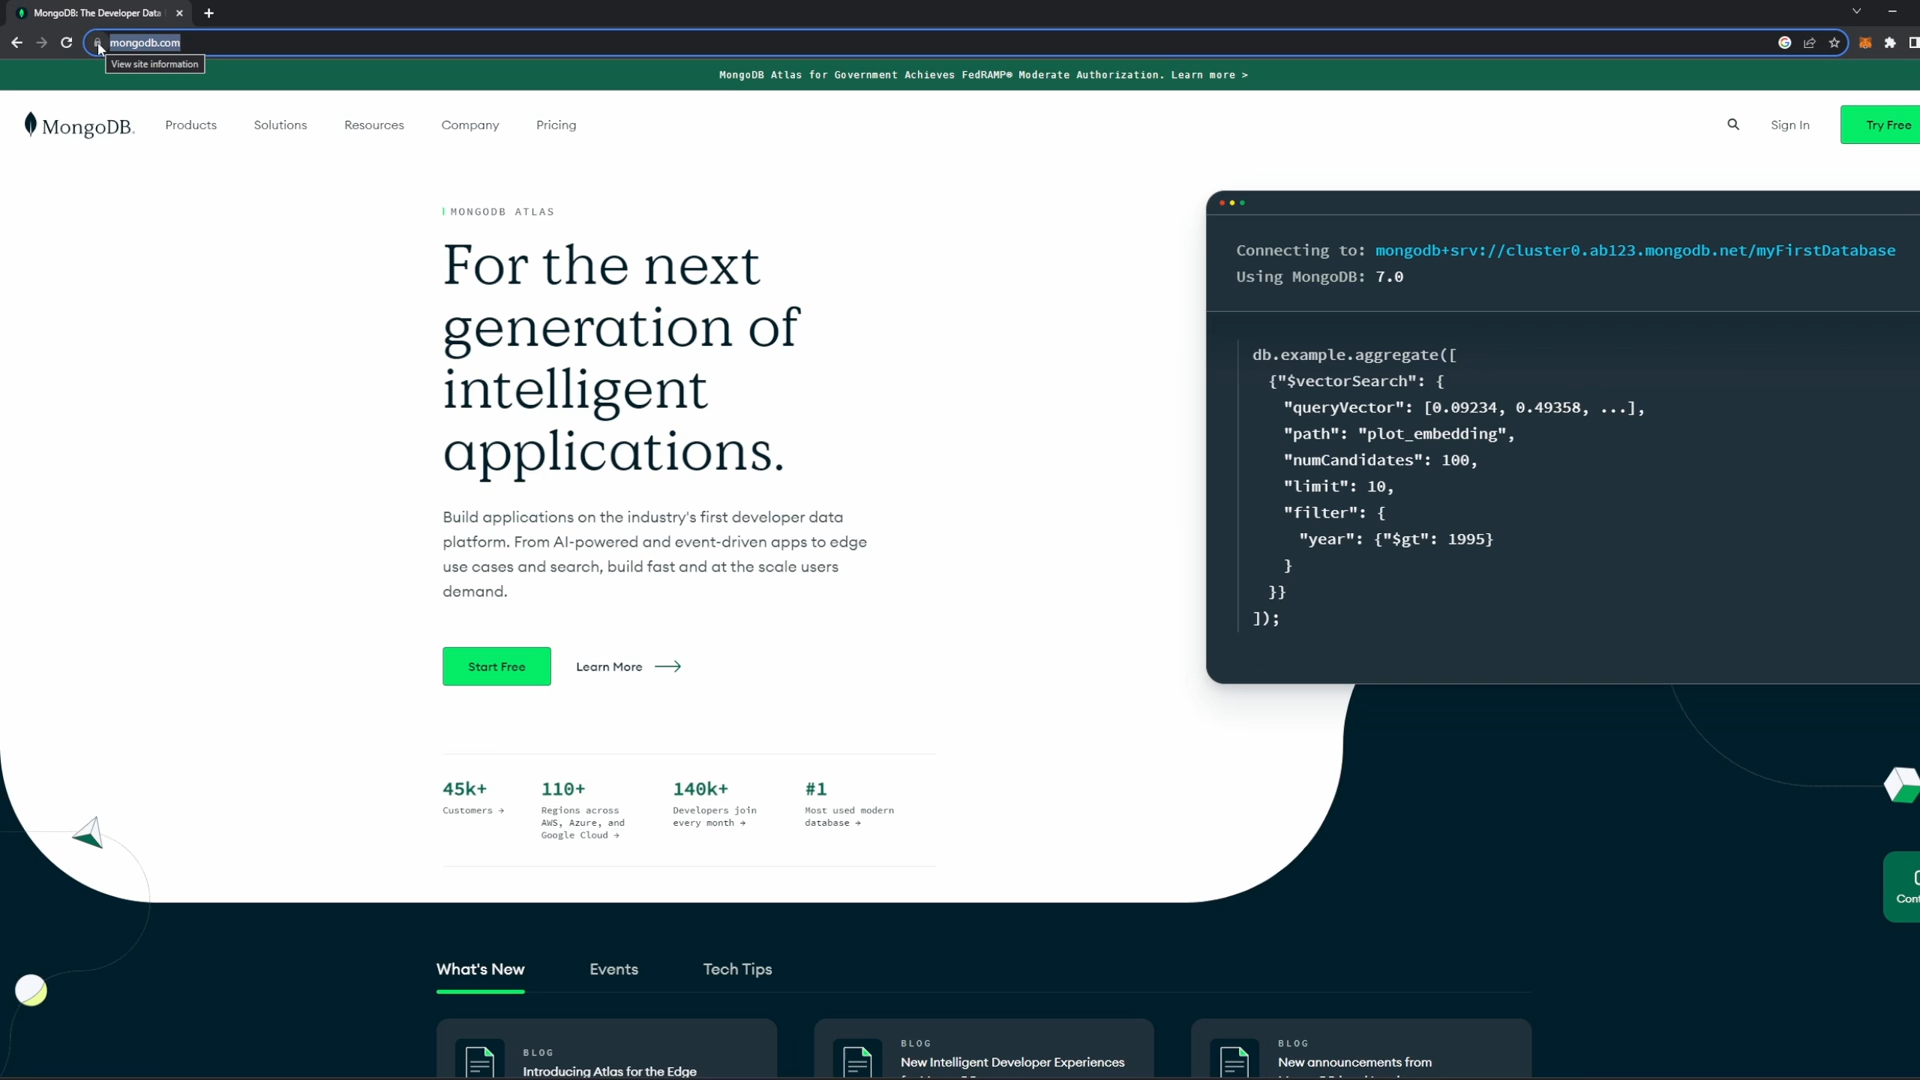 MongoDB: The Developer Data
mongodb.com
View site information
MongoDB Atlas for Government Achieves FedRAMP® Moderate Authorization. Learn more >
MongoDB.
Products
Solutions
Resources
Company
Pricing
Sign In
Try Free
MONGODB ATLAS
For the next
generation of
intelligent
applications.
Build applications on the industry's first developer data
platform. From AI-powered and event-driven apps to edge
use cases and search, build fast and at the scale users
demand.
Start Free
Learn More
Connecting to: mongodb+srv://cluster0.ab123.mongodb.net/myFirstDatabase
Using MongoDB: 7.0
db.example.aggregate([
{"$vectorSearch": {
"queryVector": [0.09234, 0.49358, ...],
"path": "plot_embedding",
"numCandidates": 100,
"limit": 10,
"filter": {
"year": {"$gt": 1995}
}
}}
]);
45k+
Customers →
110+
Regions across
AWS, Azure, and
Google Cloud →
140k+
Developers join
every month →
#1
Most used modern
database →
Cont
What's New
Events
Tech Tips
BLOG
Introducing Atlas for the Edge
BLOG
New Intelligent Developer Experiences
BLOG
New announcements from